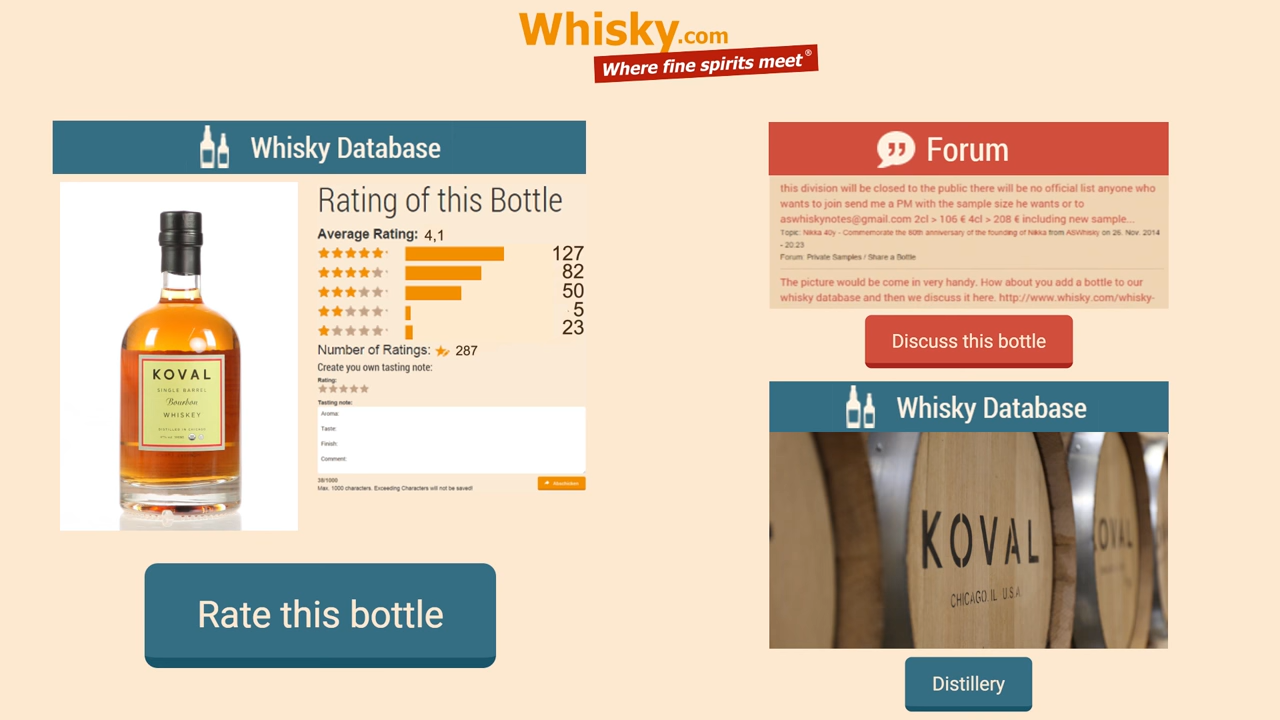 Whisky.com
Where fine spirits meet®
Whisky Database
KOVAL
SINGLE BARREL
Bourbon
WHISKEY
DISTILLED IN CHICAGO
Rating of this Bottle
Average Rating: 4,1
127
82
50
5
23
Number of Ratings: 287
Create you own tasting note:
Rating:
Tasting note:
Aroma:
Taste:
Finish:
Comment:
38/1000
Max. 1000 characters. Exceeding Characters will not be saved!
Rate this bottle
Forum
this division will be closed to the public there will be no official list anyone who
wants to join send me a PM with the sample size he wants or to
aswhiskynotes@gmail.com 2cl > 106 € 4cl > 208 € including new sample...
Topic: Nikka 40y - Commemorate the 80th anniversary of the founding of Nikka from ASWhisky on 26. Nov. 2014
- 20:23
Forum: Private Samples / Share a Bottle
The picture would be come in very handy. How about you add a bottle to our
whisky database and then we discuss it here. http://www.whisky.com/whisky-
Discuss this bottle
Whisky Database
KOVAL
CHICAGO, IL U.S.A.
KOVAL
Distillery